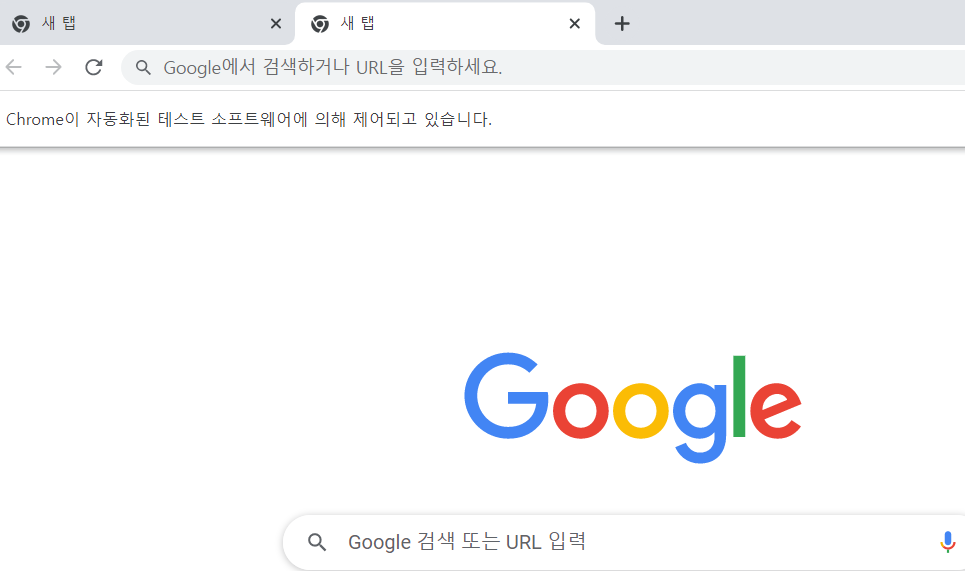 새 탭
새 탭
Google에서 검색하거나 URL을 입력하세요.
Chrome이 자동화된 테스트 소프트웨어에 의해 제어되고 있습니다.
Google
Google 검색 또는 URL 입력